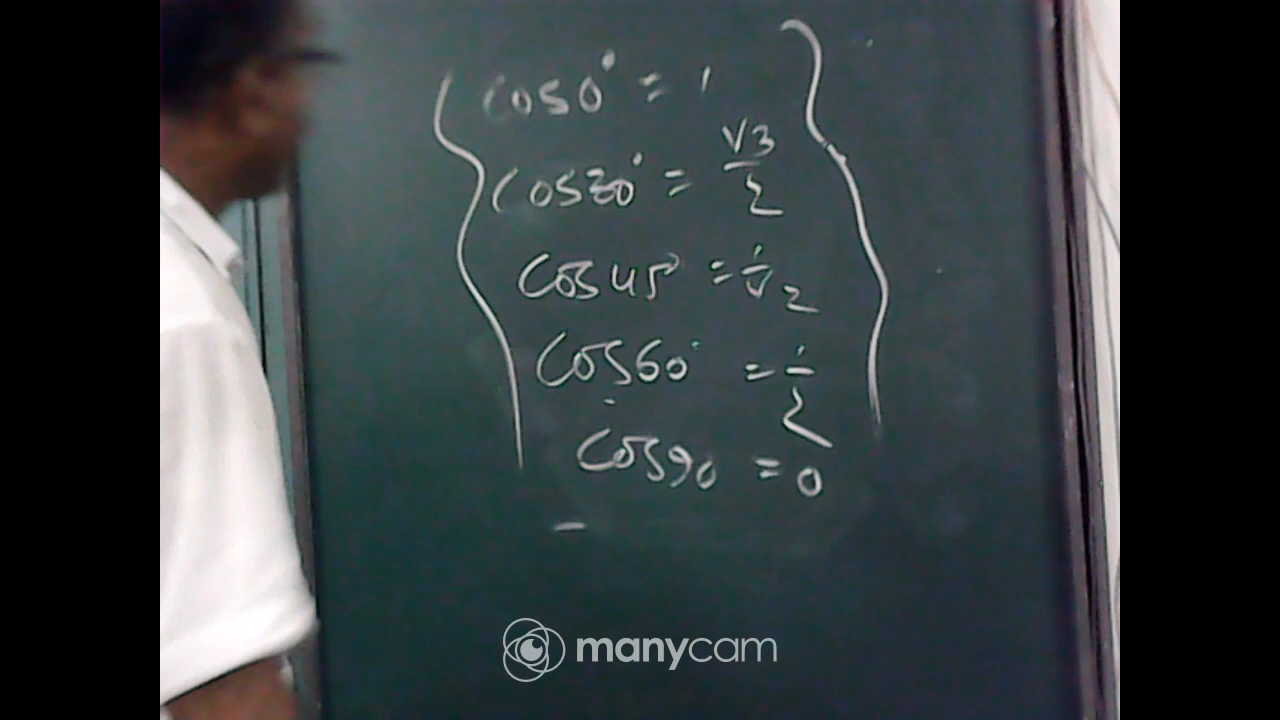 cos0° = 1
cos30° = √3/2
cos45° = 1/√2
cos60° = 1/2
cos90 = 0
manycam